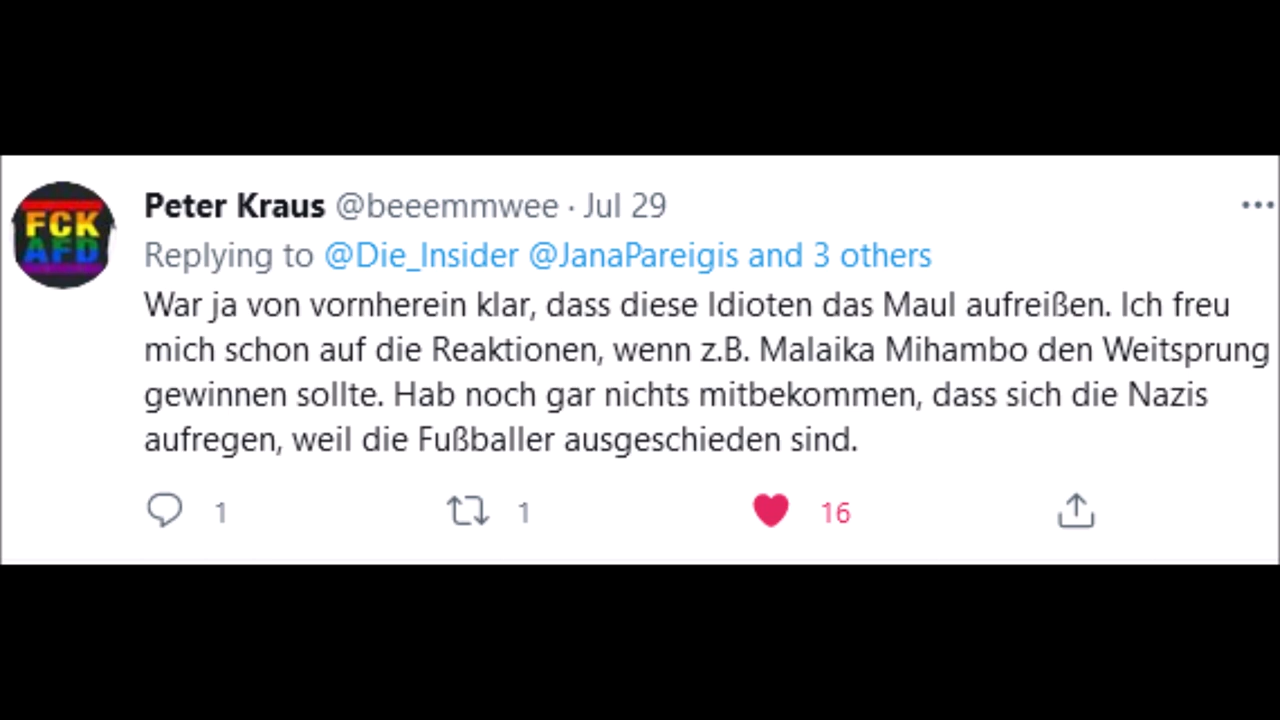 FCK
AFD
Peter Kraus @beeemmwee · Jul 29
Replying to @Die_Insider @JanaPareigis and 3 others
War ja von vornherein klar, dass diese Idioten das Maul aufreißen. Ich freu
mich schon auf die Reaktionen, wenn z.B. Malaika Mihambo den Weitsprung
gewinnen sollte. Hab noch gar nichts mitbekommen, dass sich die Nazis
aufregen, weil die Fußballer ausgeschieden sind.
1 1 16